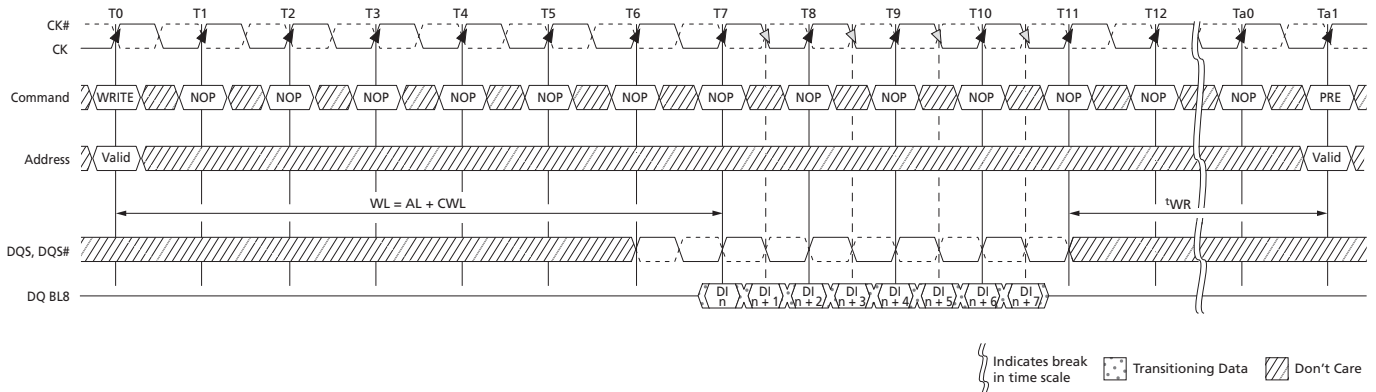 T0 T1 T2 T3 T4 T5 T6 T7 T8 T9 T10 T11 T12 Ta0 Ta1
CK#
CK
Command WRITE NOP NOP NOP NOP NOP NOP NOP NOP NOP NOP NOP NOP NOP PRE
Address Valid Valid
WL = AL + CWL tWR
DQS, DQS#
DQ BL8 DI n DI n + 1 DI n + 2 DI n + 3 DI n + 4 DI n + 5 DI n + 6 DI n + 7
Indicates break
in time scale
Transitioning Data
Don't Care